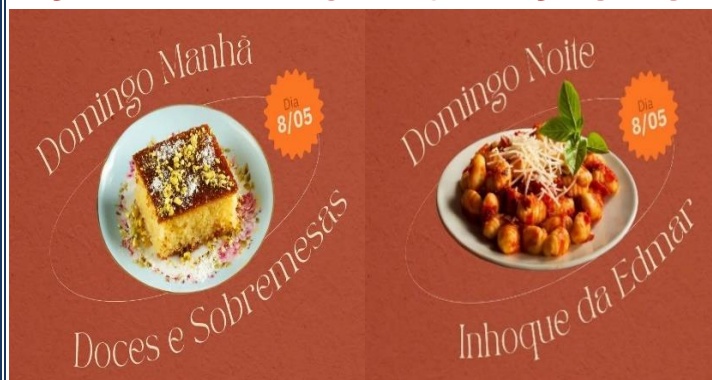 Domingo Manhã
Dia
8/05
Doces e Sobremesas
Domingo Noite
Dia
8/05
Inhoque da Edmar